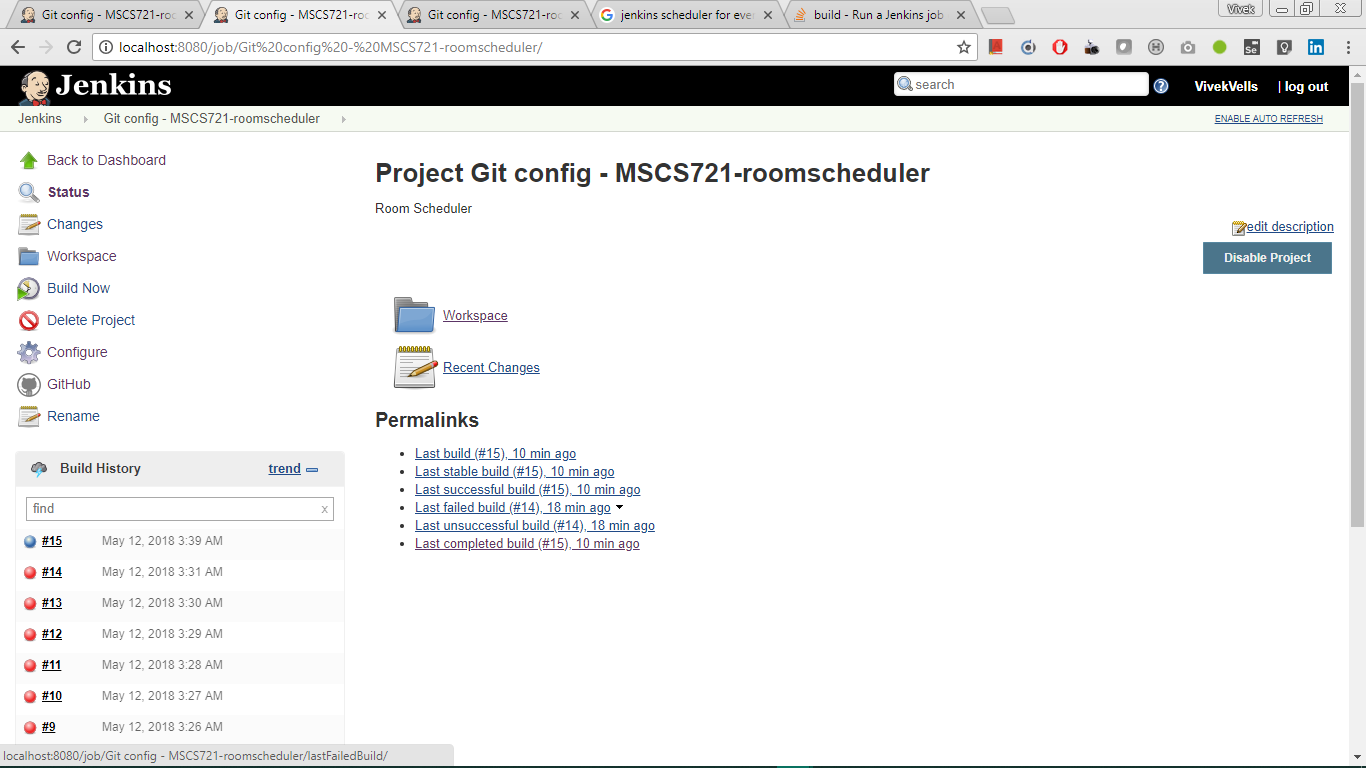 Git config - MSCS721-roo
Git config - MSCS721-roo
Git config - MSCS721-roo
jenkins scheduler for eve
build - Run a Jenkins job
Vivek
localhost:8080/job/Git%20config%20-%20MSCS721-roomscheduler/
Jenkins
search
VivekVells
| log out
Jenkins
Git config - MSCS721-roomscheduler
ENABLE AUTO REFRESH
Back to Dashboard
Status
Changes
Workspace
Build Now
Delete Project
Configure
GitHub
Rename
Project Git config - MSCS721-roomscheduler
Room Scheduler
edit description
Disable Project
Workspace
Recent Changes
Permalinks
Last build (#15), 10 min ago
Last stable build (#15), 10 min ago
Last successful build (#15), 10 min ago
Last failed build (#14), 18 min ago
Last unsuccessful build (#14), 18 min ago
Last completed build (#15), 10 min ago
Build History
trend
find
x
#15 May 12, 2018 3:39 AM
#14 May 12, 2018 3:31 AM
#13 May 12, 2018 3:30 AM
#12 May 12, 2018 3:29 AM
#11 May 12, 2018 3:28 AM
#10 May 12, 2018 3:27 AM
#9 May 12, 2018 3:26 AM
localhost:8080/job/Git config - MSCS721-roomscheduler/lastFailedBuild/